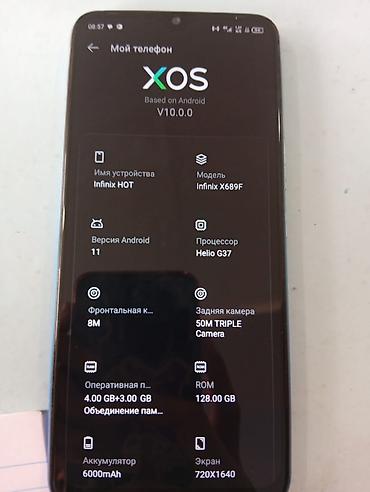 08:57
Мой телефон
XOS
Based on Android
V10.0.0
Имя устройства
Infinix HOT
Модель
Infinix X689F
Версия Android
11
Процессор
Helio G37
Фронтальная к...
8M
Задняя камера
50M TRIPLE
Camera
Оперативная п...
4.00 GB+3.00 GB
Объединение пам...
ROM
128.00 GB
Аккумулятор
6000mAh
Экран
720X1640